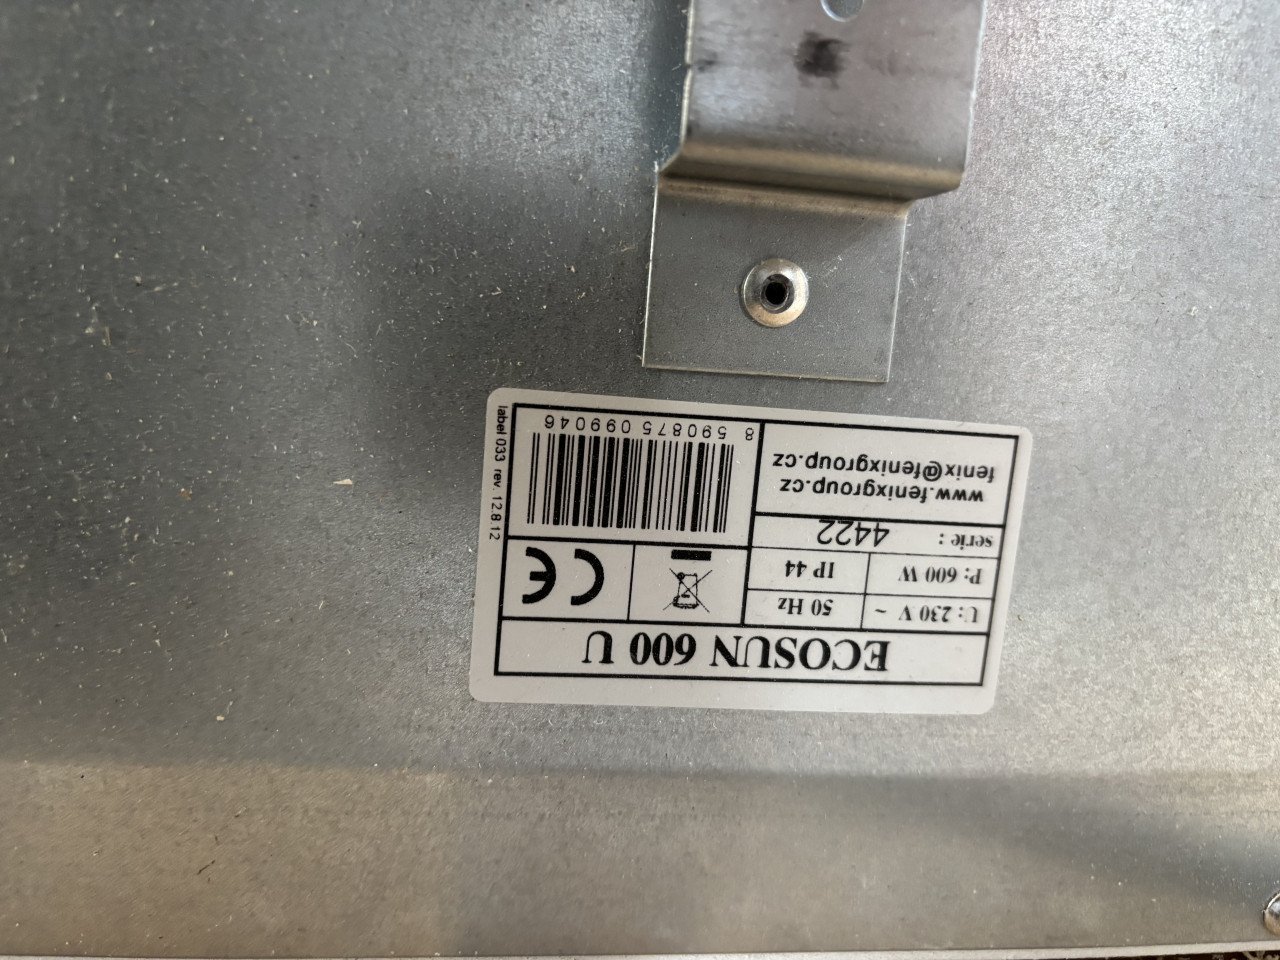 ECOSUN 600 U
U: 230 V ~
50 Hz
P: 600 W
IP 44
CE
serie :
4422
www.fenixgroup.cz
fenix@fenixgroup.cz
8 590875 099046
label 033 rev. 12.8.12